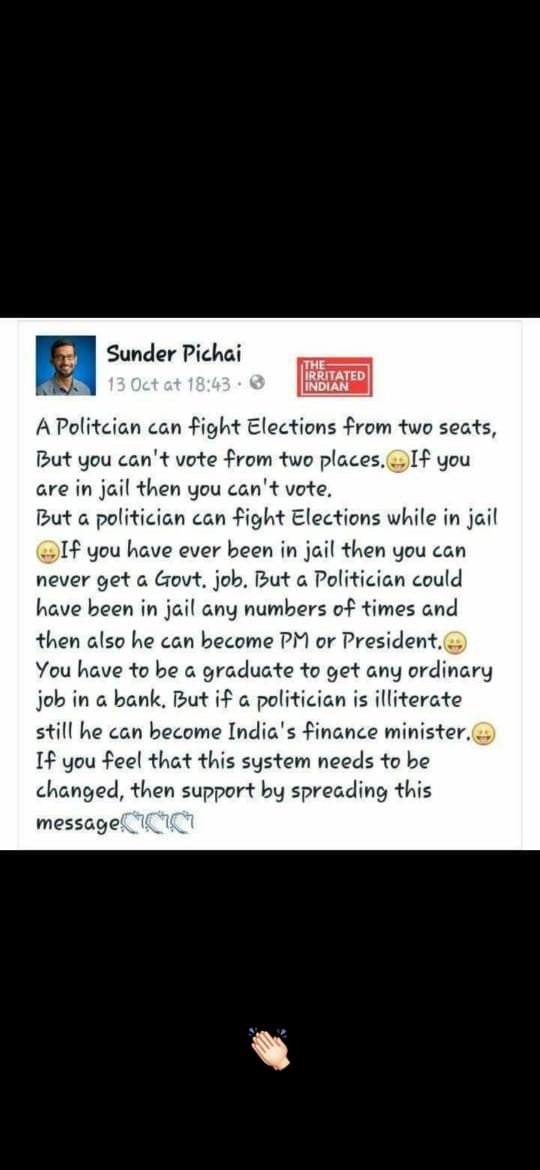 Sunder Pichai
13 Oct at 18:43 ·
THE
IRRITATED
INDIAN
A Politcian can fight Elections from two seats,
But you can't vote from two places.😛If you
are in jail then you can't vote.
But a politician can fight Elections while in jail
😛If you have ever been in jail then you can
never get a Govt. job. But a Politician could
have been in jail any numbers of times and
then also he can become PM or President.😛
You have to be a graduate to get any ordinary
job in a bank. But if a politician is illiterate
still he can become India's finance minister.😛
If you feel that this system needs to be
changed, then support by spreading this
message